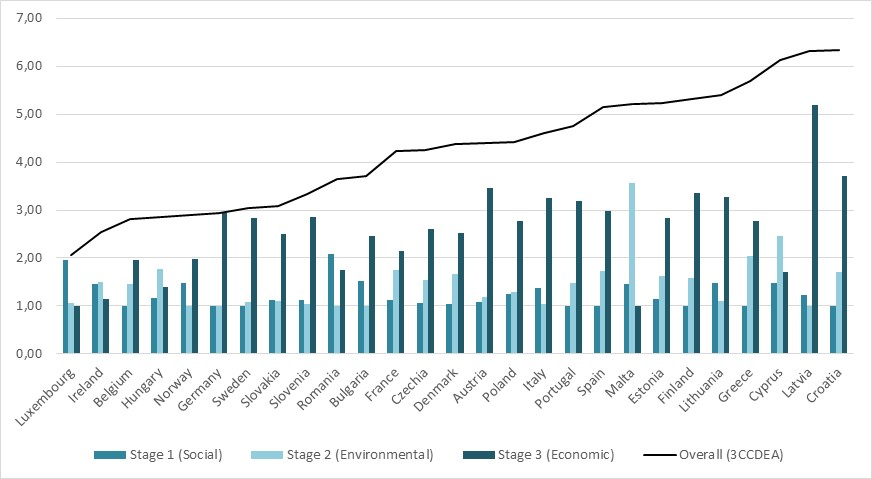 7,00
6,00
5,00
4,00
3,00
2,00
1,00
0,00
Luxembourg
Ireland
Belgium
Hungary
Norway
Germany
Sweden
Slovakia
Slovenia
Romania
Bulgaria
France
Czechia
Denmark
Austria
Poland
Italy
Portugal
Spain
Malta
Estonia
Finland
Lithuania
Greece
Cyprus
Latvia
Croatia
Stage 1 (Social) Stage 2 (Environmental) Stage 3 (Economic) Overall (3CCDEA)